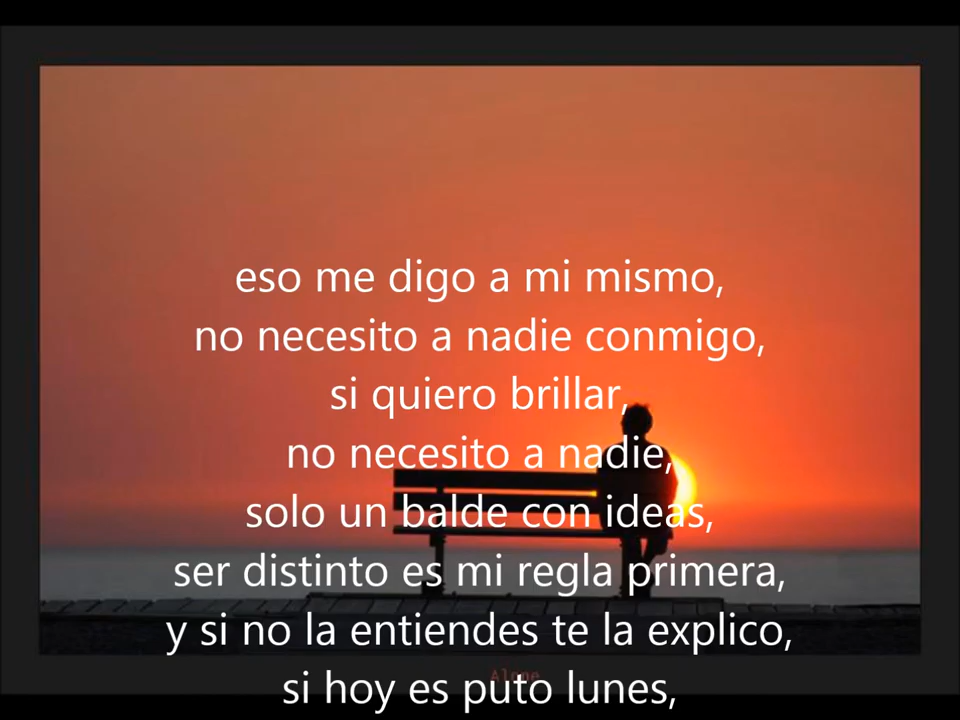 eso me digo a mi mismo,
no necesito a nadie conmigo,
si quiero brillar,
no necesito a nadie,
solo un balde con ideas,
ser distinto es mi regla primera,
y si no la entiendes te la explico,
Alone
si hoy es puto lunes,